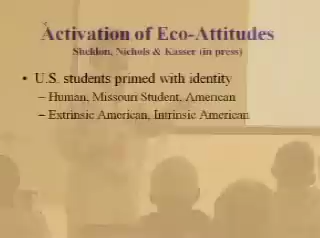 Activation of Eco-Attitudes
Sheldon, Nichols & Kasser (in press)
• U.S. students primed with identity
– Human, Missouri Student, American
– Extrinsic American, Intrinsic American